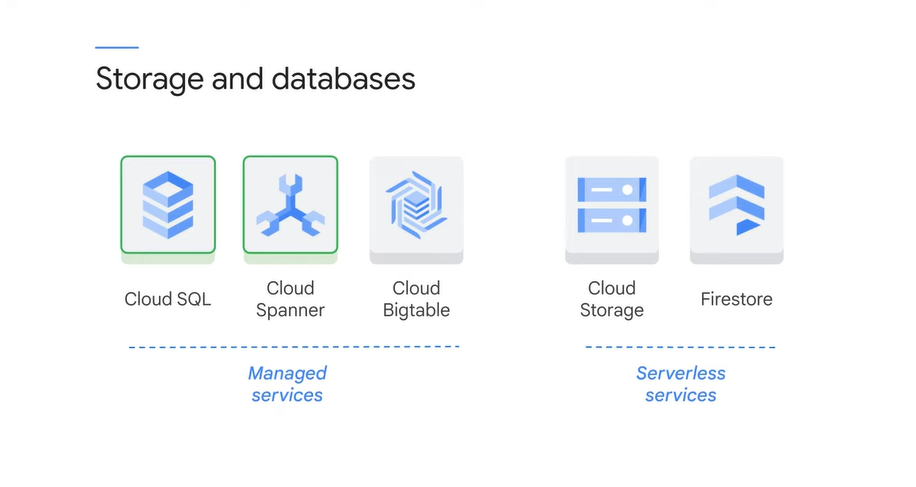 Storage and databases
Cloud SQL
Cloud
Spanner
Cloud
Bigtable
Cloud
Storage
Firestore
Managed
services
Serverless
services